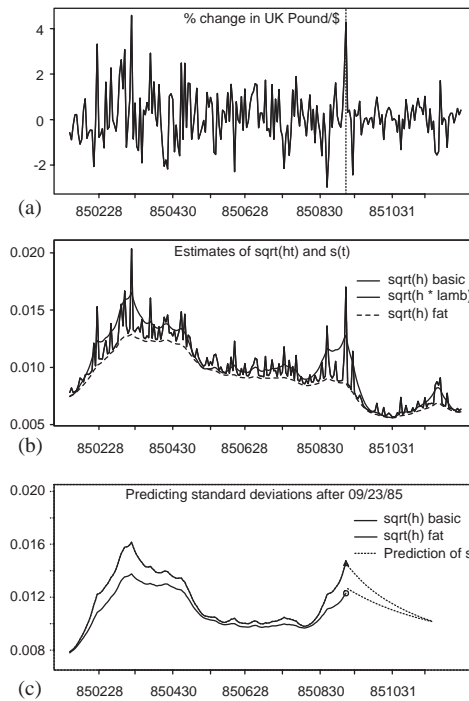 % change in UK Pound/$
4
2
0
-2
(a)
850228 850430 850628 850830 851031
Estimates of sqrt(ht) and s(t)
0.020
sqrt(h) basic
sqrt(h * lamb)
0.015
sqrt(h) fat
0.010
0.005
(b)
850228 850430 850628 850830 851031
Predicting standard deviations after 09/23/85
0.020
sqrt(h) basic
sqrt(h) fat
0.016
Prediction of s
0.012
0.008
(c)
850228 850430 850628 850830 851031